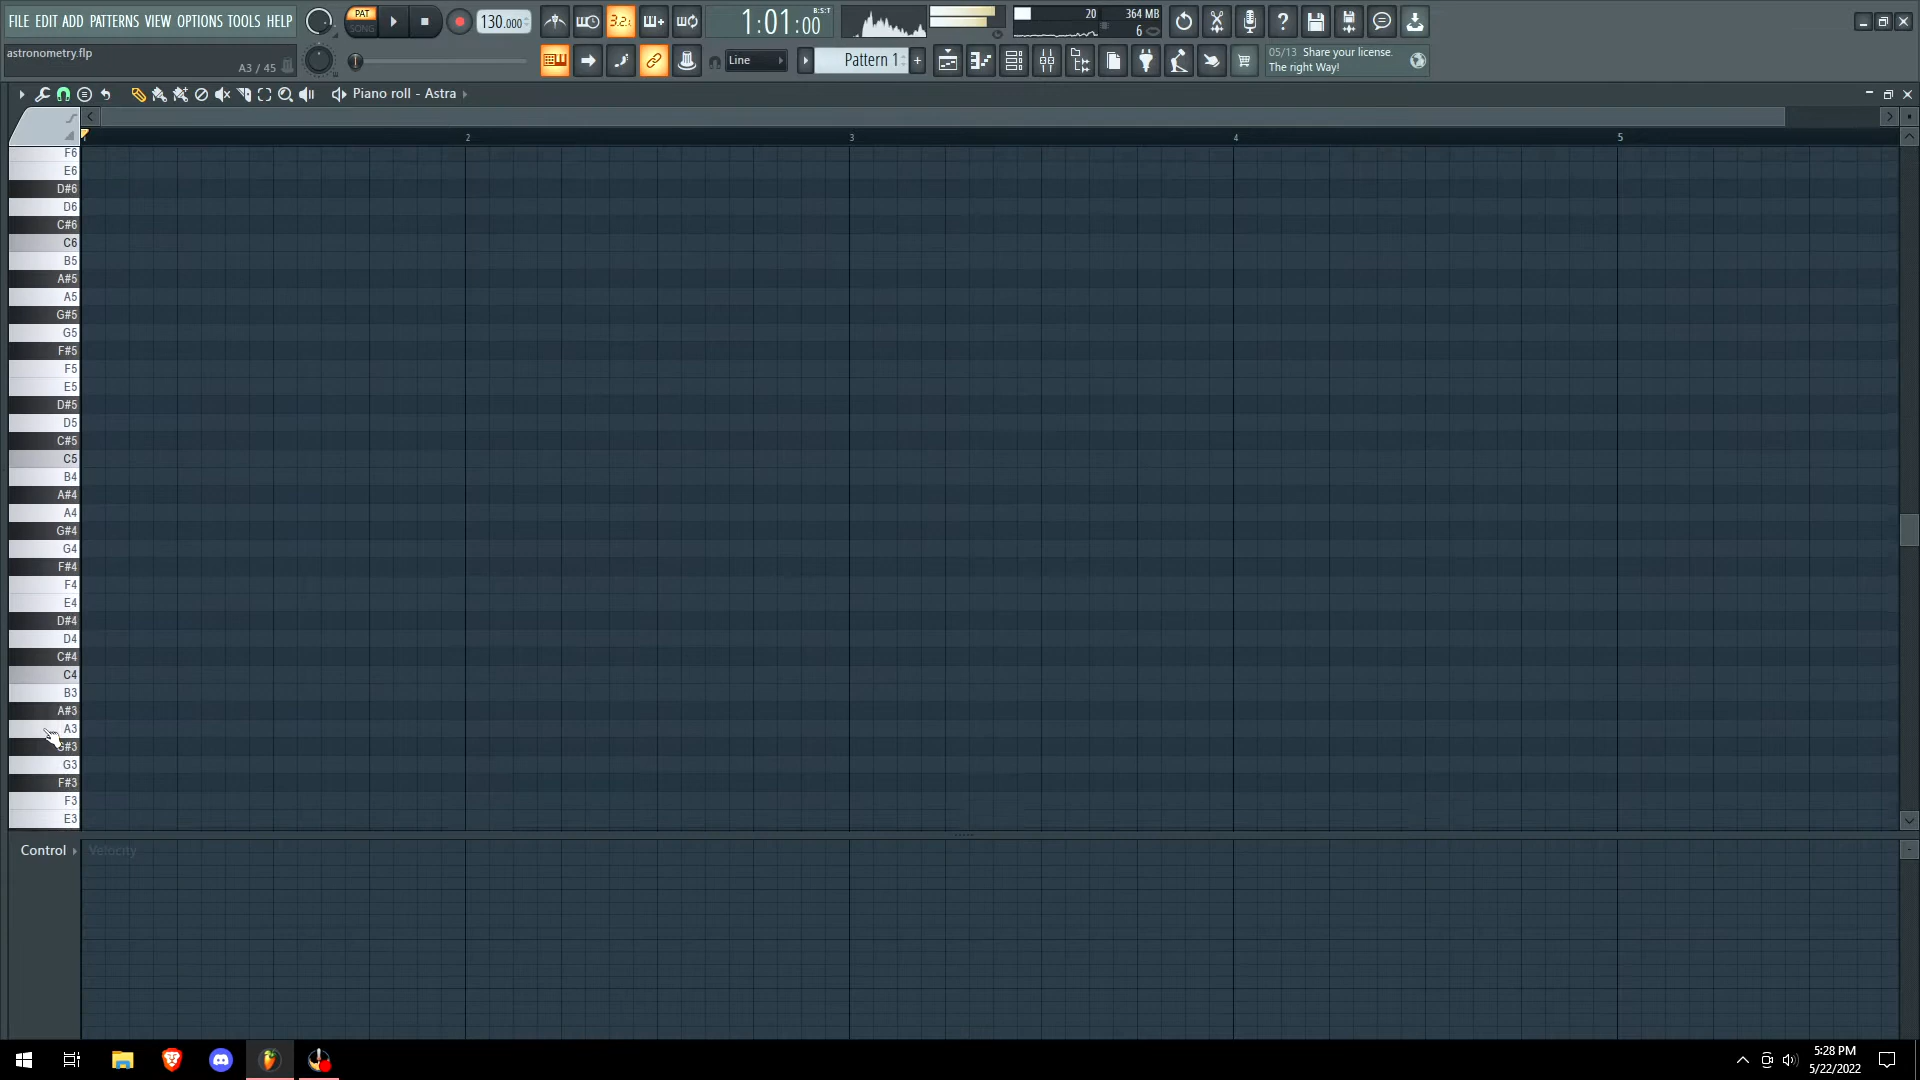 FILE EDIT ADD PATTERNS VIEW OPTIONS TOOLS HELP
PAT
SONG
130.000
3.2.
1:01:00
B:S:T
20
364 MB
6
astronometry.flp
A3 / 45
Line
Pattern 1
+
05/13 Share your license.
The right Way!
Piano roll - Astra
2
3
4
5
F6
E6
D#6
D6
C#6
C6
B5
A#5
A5
G#5
G5
F#5
F5
E5
D#5
D5
C#5
C5
B4
A#4
A4
G#4
G4
F#4
F4
E4
D#4
D4
C#4
C4
B3
A#3
A3
G#3
G3
F#3
F3
E3
Control
Velocity
5:28 PM
5/22/2022